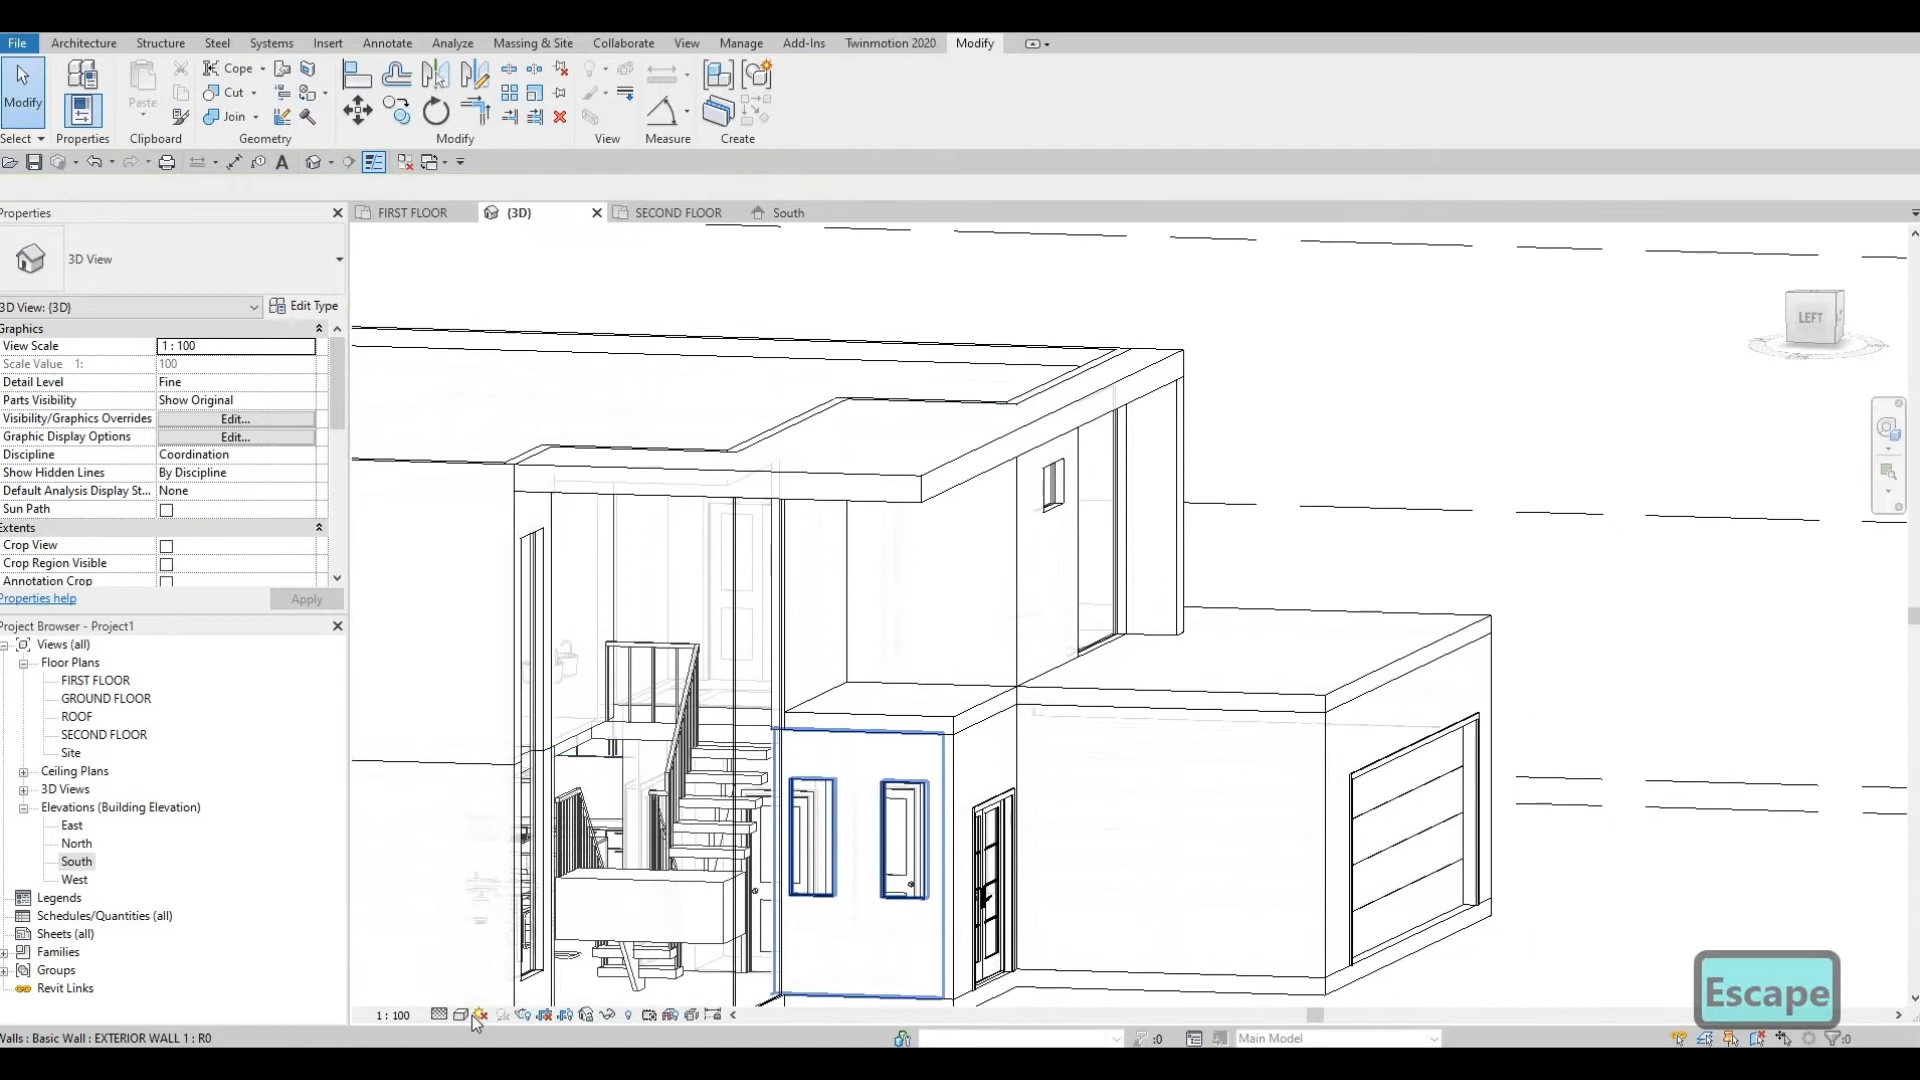 File Architecture Structure Steel Systems Insert Annotate Analyze Massing & Site Collaborate View Manage Add-Ins Twinmotion 2020 Modify
Modify Paste Cope Cut Join
Select Properties Clipboard Geometry Modify View Measure Create
Properties FIRST FLOOR {3D} SECOND FLOOR South
3D View
3D View: {3D} Edit Type
Graphics
View Scale 1 : 100
Scale Value 1: 100
Detail Level Fine
Parts Visibility Show Original
Visibility/Graphics Overrides Edit...
Graphic Display Options Edit...
Discipline Coordination
Show Hidden Lines By Discipline
Default Analysis Display St... None
Sun Path
Extents
Crop View
Crop Region Visible
Annotation Crop
Properties help Apply
Project Browser - Project1
Views (all)
Floor Plans
FIRST FLOOR
GROUND FLOOR
ROOF
SECOND FLOOR
Site
Ceiling Plans
3D Views
Elevations (Building Elevation)
East
North
South
West
Legends
Schedules/Quantities (all)
Sheets (all)
Families
Groups
Revit Links
LEFT
Escape
1 : 100
Walls : Basic Wall : EXTERIOR WALL 1 : R0 :0 Main Model :0